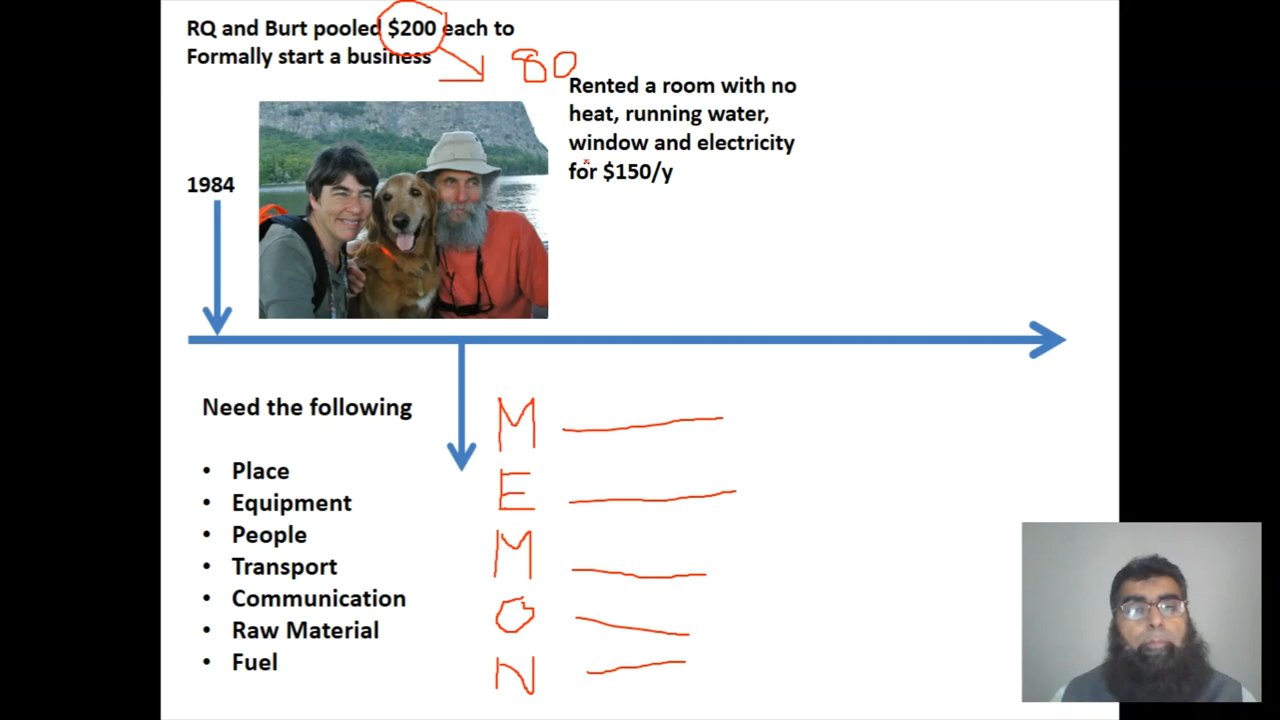 RQ and Burt pooled $200 each to
Formally start a business
80
Rented a room with no
heat, running water,
window and electricity
for $150/y
1984
Need the following
• Place
• Equipment
• People
• Transport
• Communication
• Raw Material
• Fuel
M
E
M
O
N